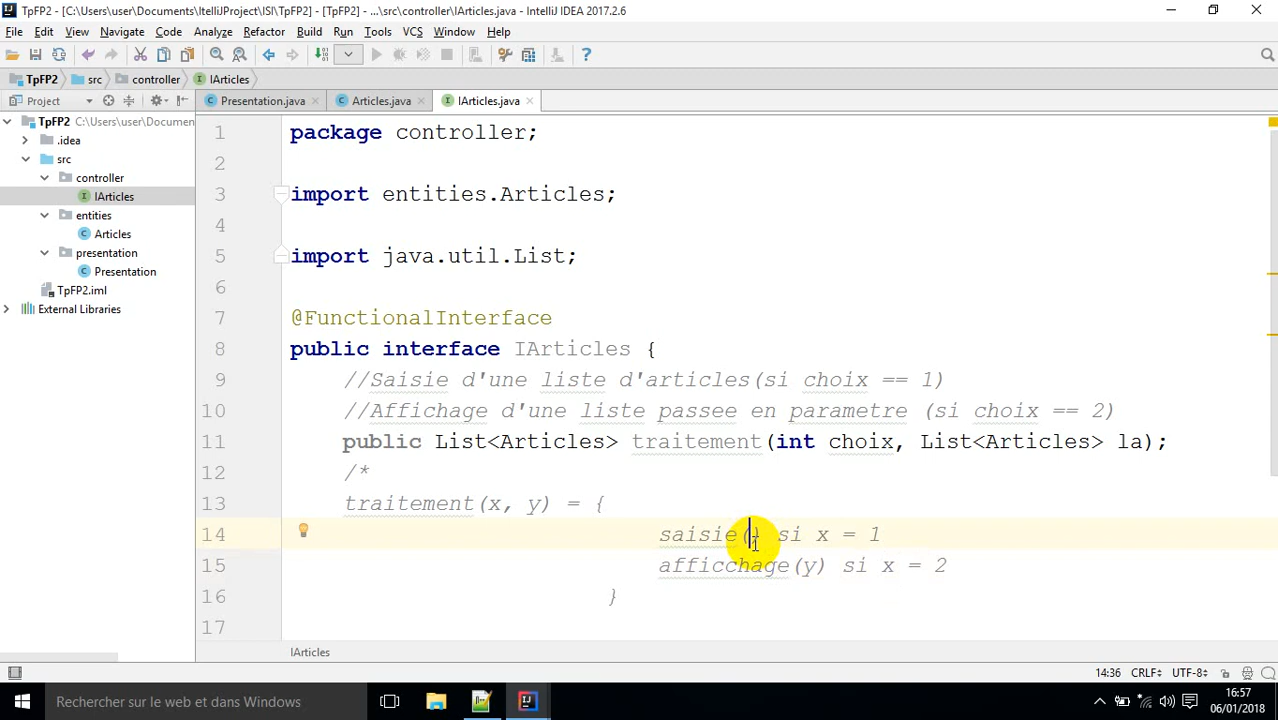 TpFP2 - [C:\Users\user\Documents\ItelliJProject\ISI\TpFP2] - [TpFP2] - ...\src\controller\IArticles.java - IntelliJ IDEA 2017.2.6
File Edit View Navigate Code Analyze Refactor Build Run Tools VCS Window Help
TpFP2 src controller IArticles
Project Presentation.java Articles.java IArticles.java
TpFP2 C:\Users\user\Documen
.idea
src
controller
IArticles
entities
Articles
presentation
Presentation
TpFP2.iml
External Libraries
1 package controller;
2
3 import entities.Articles;
4
5 import java.util.List;
6
7 @FunctionalInterface
8 public interface IArticles {
9 //Saisie d'une liste d'articles(si choix == 1)
10 //Affichage d'une liste passee en parametre (si choix == 2)
11 public List<Articles> traitement(int choix, List<Articles> la);
12 /*
13 traitement(x, y) = {
14 saisie() si x = 1
15 afficchage(y) si x = 2
16 }
17
IArticles
14:36 CRLF UTF-8
Rechercher sur le web et dans Windows
16:57
06/01/2018